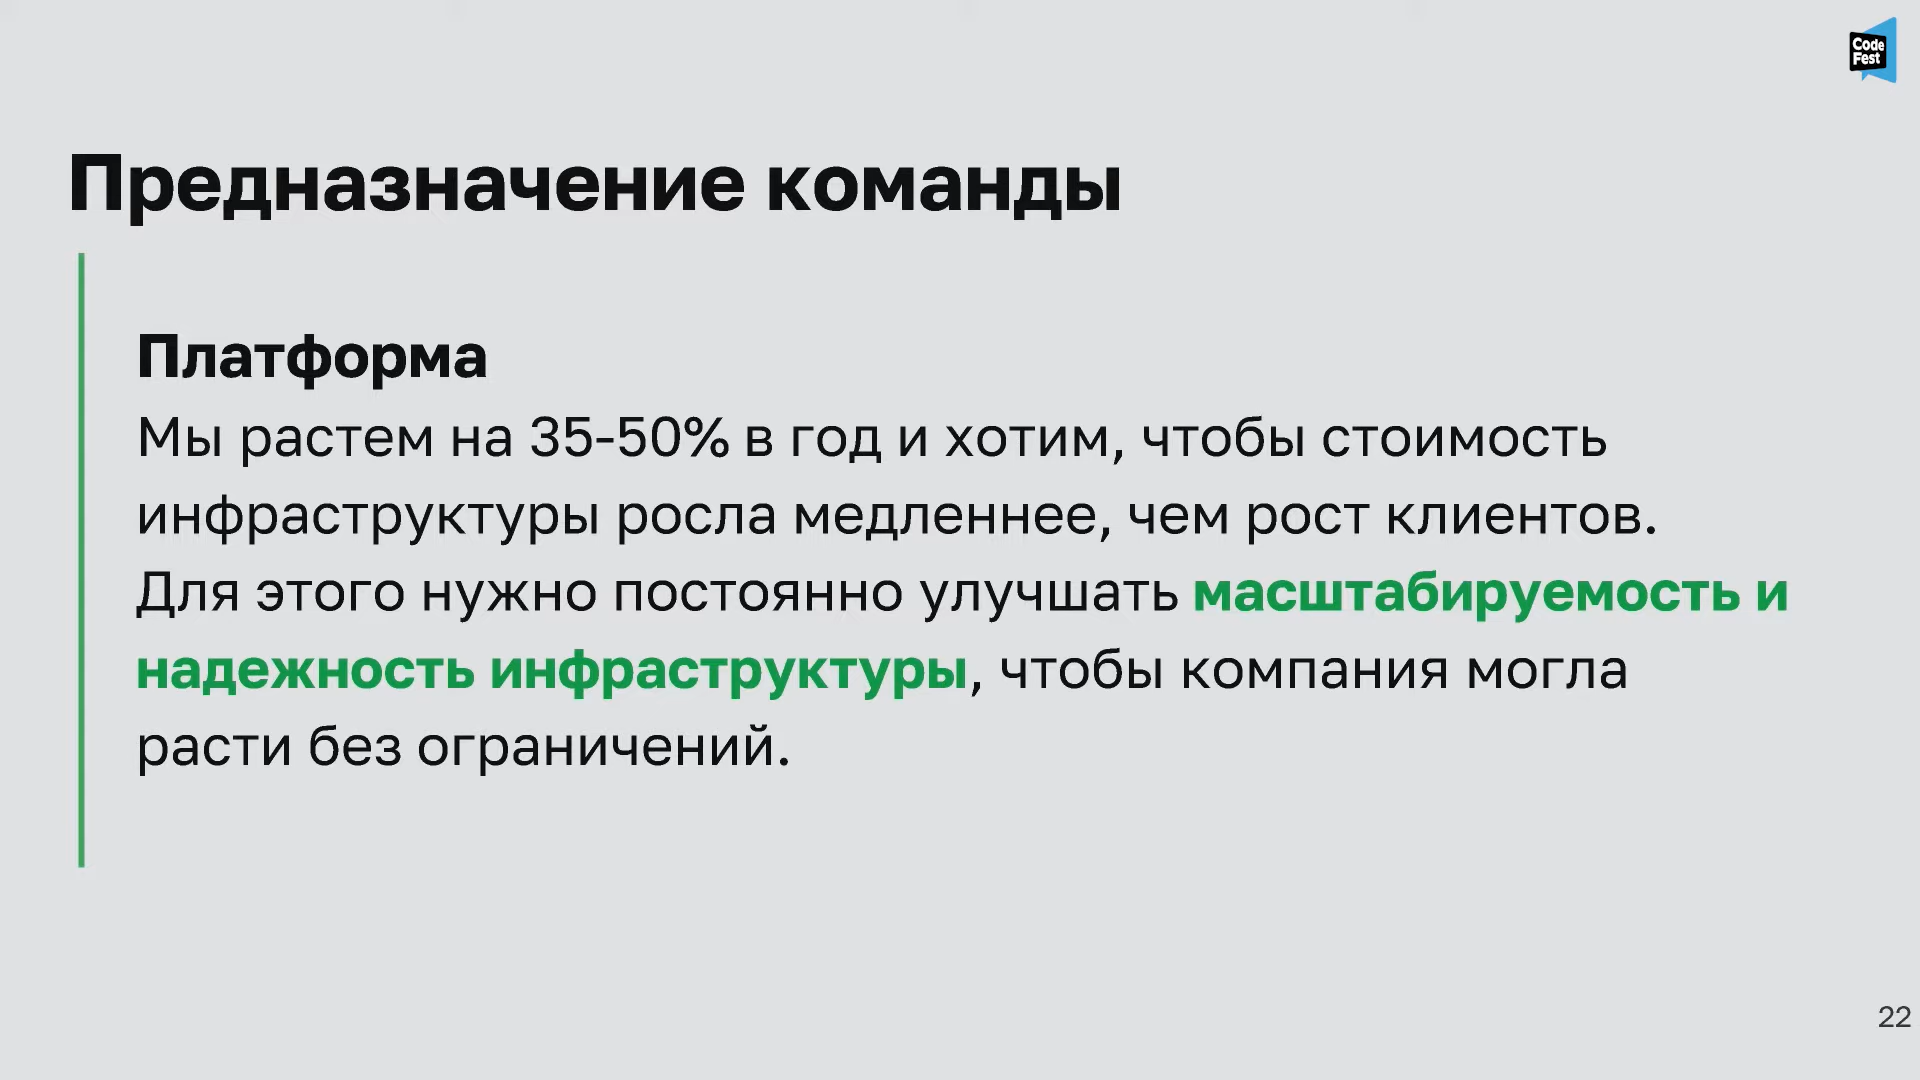 Code
Fest
Предназначение команды
Платформа
Мы растем на 35-50% в год и хотим, чтобы стоимость
инфраструктуры росла медленнее, чем рост клиентов.
Для этого нужно постоянно улучшать масштабируемость и
надежность инфраструктуры, чтобы компания могла
расти без ограничений.
22